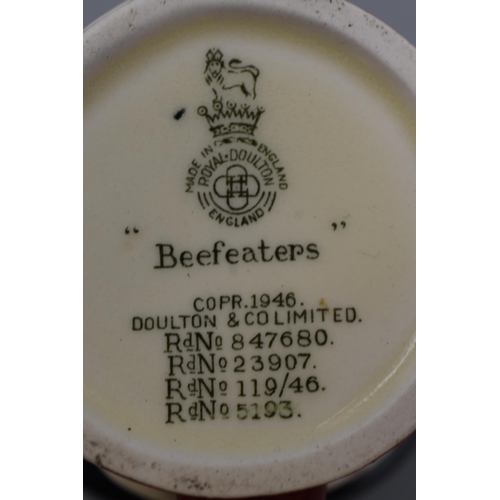 MADE IN ENGLAND
ROYAL·DOULTON
ENGLAND
"Beefeaters"
COPR.1946.
DOULTON & CO LIMITED.
RdNo 847680.
RdNo 23907.
RdNo 119/46.
RdNo 5193.